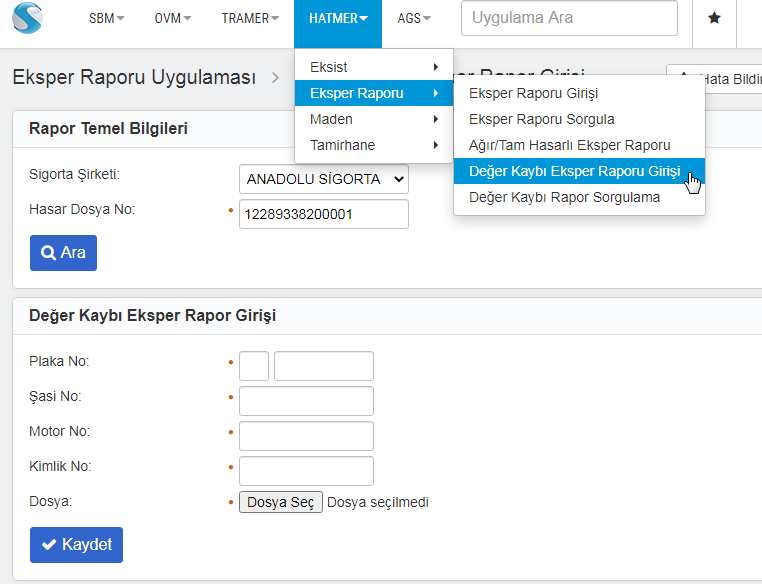 SBM OVM TRAMER HATMER AGS Uygulama Ara
Eksper Raporu Uygulaması
Hata Bildir
Eksist
Eksper Raporu
Maden
Tamirhane
Eksper Raporu Girişi
Eksper Raporu Sorgula
Ağır/Tam Hasarlı Eksper Raporu
Değer Kaybı Eksper Raporu Girişi
Değer Kaybı Rapor Sorgulama
Rapor Temel Bilgileri
Sigorta Şirketi: ANADOLU SİGORTA
Hasar Dosya No: 12289338200001
Ara
Değer Kaybı Eksper Rapor Girişi
Plaka No:
Şasi No:
Motor No:
Kimlik No:
Dosya: Dosya Seç Dosya seçilmedi
Kaydet